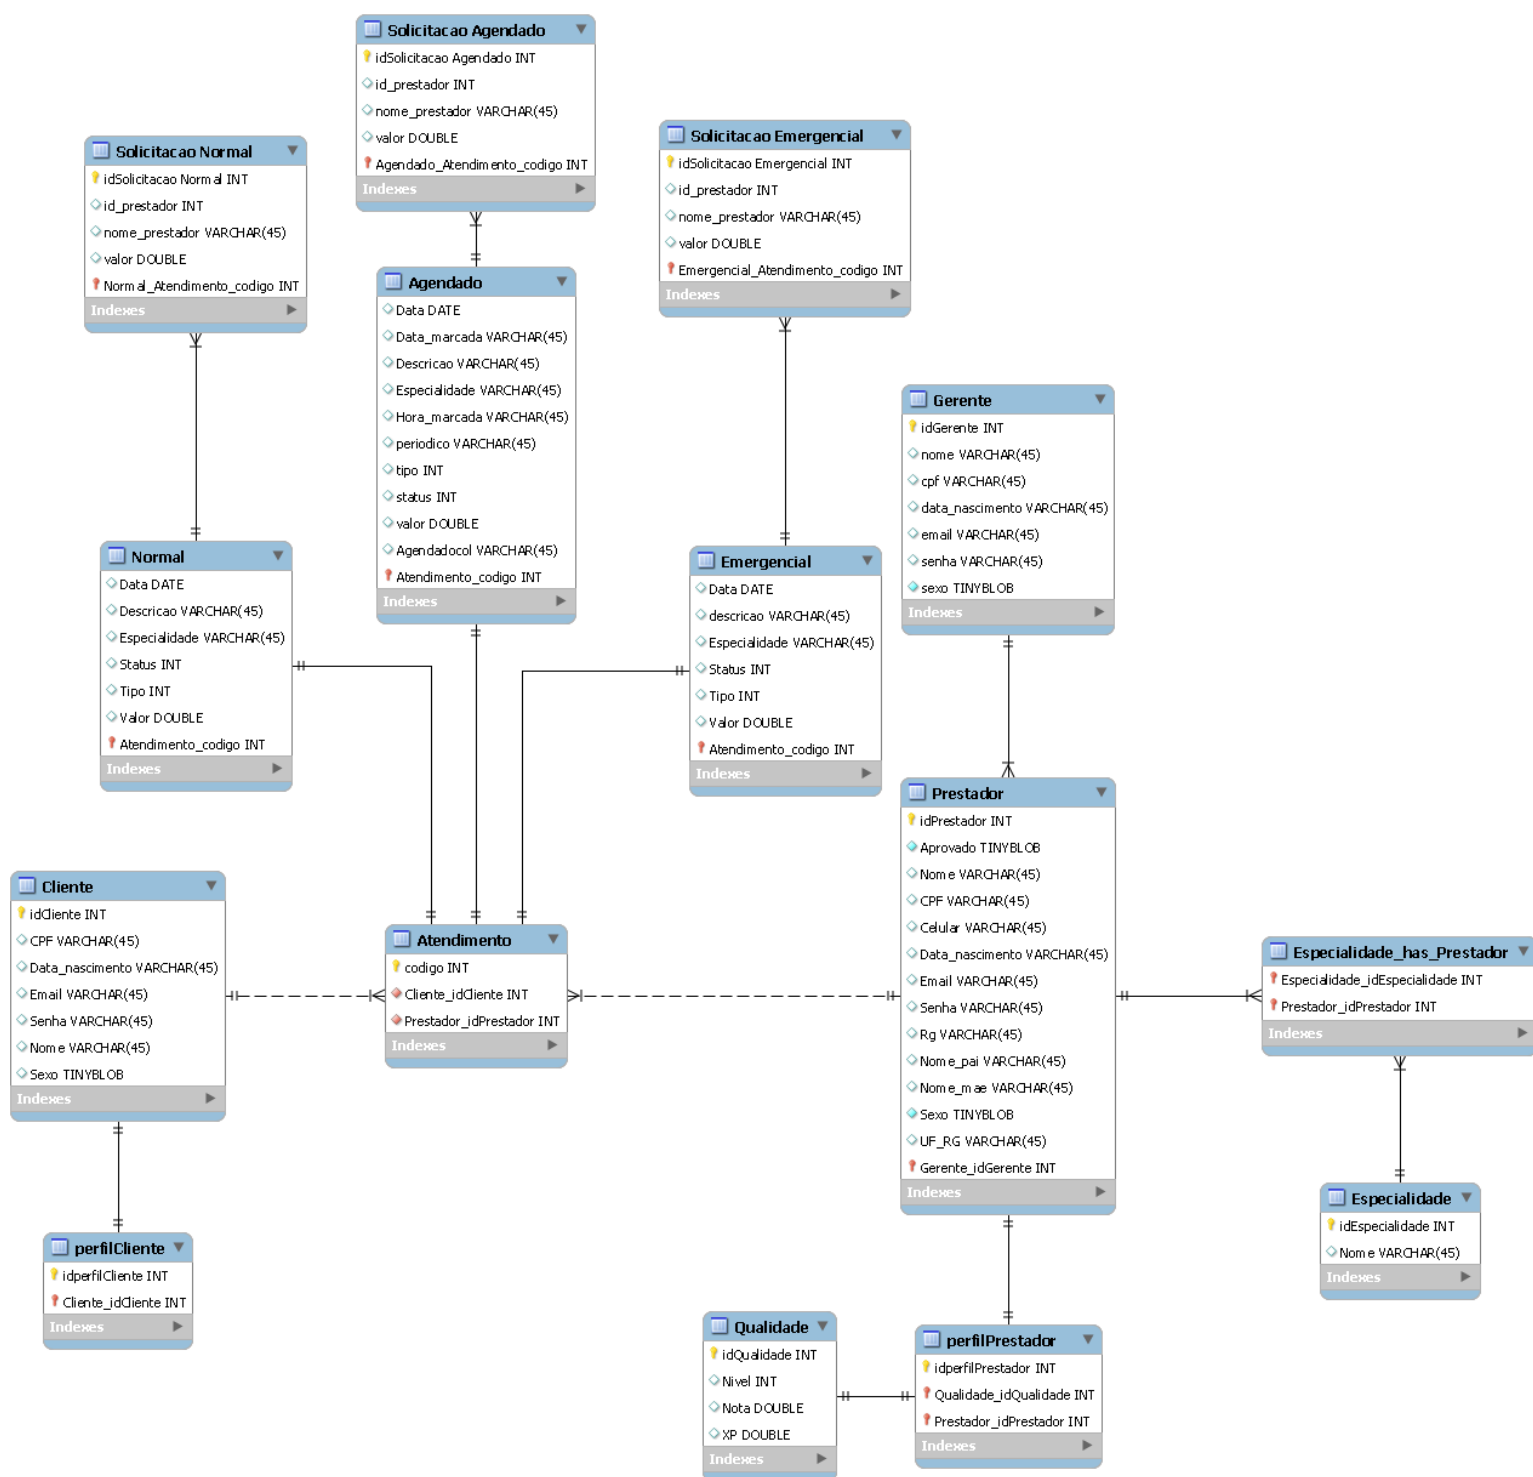 Solicitacao Agendado
idSolicitacao Agendado INT
id_prestador INT
nome_prestador VARCHAR(45)
valor DOUBLE
Agendado_Atendimento_codigo INT
Indexes
Solicitacao Normal
idSolicitacao Normal INT
id_prestador INT
nome_prestador VARCHAR(45)
valor DOUBLE
Normal_Atendimento_codigo INT
Indexes
Solicitacao Emergencial
idSolicitacao Emergencial INT
id_prestador INT
nome_prestador VARCHAR(45)
valor DOUBLE
Emergencial_Atendimento_codigo INT
Indexes
Agendado
Data DATE
Data_marcada VARCHAR(45)
Descricao VARCHAR(45)
Especialidade VARCHAR(45)
Hora_marcada VARCHAR(45)
periodico VARCHAR(45)
tipo INT
status INT
valor DOUBLE
Agendadocol VARCHAR(45)
Atendimento_codigo INT
Indexes
Gerente
idGerente INT
nome VARCHAR(45)
cpf VARCHAR(45)
data_nascimento VARCHAR(45)
email VARCHAR(45)
senha VARCHAR(45)
sexo TINYBLOB
Indexes
Normal
Data DATE
Descricao VARCHAR(45)
Especialidade VARCHAR(45)
Status INT
Tipo INT
Valor DOUBLE
Atendimento_codigo INT
Indexes
Emergencial
Data DATE
descricao VARCHAR(45)
Especialidade VARCHAR(45)
Status INT
Tipo INT
Valor DOUBLE
Atendimento_codigo INT
Indexes
Prestador
idPrestador INT
Aprovado TINYBLOB
Nome VARCHAR(45)
CPF VARCHAR(45)
Celular VARCHAR(45)
Data_nascimento VARCHAR(45)
Email VARCHAR(45)
Senha VARCHAR(45)
Rg VARCHAR(45)
Nome_pai VARCHAR(45)
Nome_mae VARCHAR(45)
Sexo TINYBLOB
UF_RG VARCHAR(45)
Gerente_idGerente INT
Indexes
Cliente
idCliente INT
CPF VARCHAR(45)
Data_nascimento VARCHAR(45)
Email VARCHAR(45)
Senha VARCHAR(45)
Nome VARCHAR(45)
Sexo TINYBLOB
Indexes
Atendimento
codigo INT
Cliente_idCliente INT
Prestador_idPrestador INT
Indexes
Especialidade_has_Prestador
Especialidade_idEspecialidade INT
Prestador_idPrestador INT
Indexes
Especialidade
idEspecialidade INT
Nome VARCHAR(45)
Indexes
perfilCliente
idperfilCliente INT
Cliente_idCliente INT
Indexes
Qualidade
idQualidade INT
Nivel INT
Nota DOUBLE
XP DOUBLE
Indexes
perfilPrestador
idperfilPrestador INT
Qualidade_idQualidade INT
Prestador_idPrestador INT
Indexes